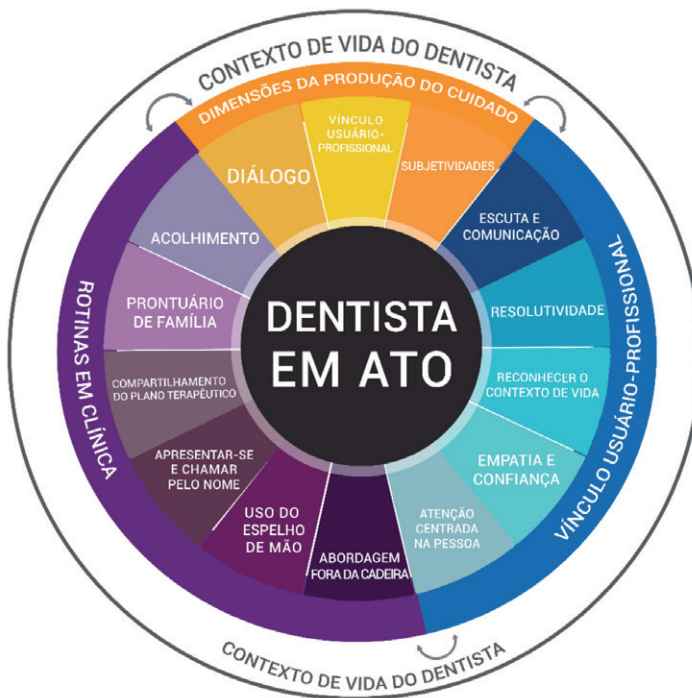 CONTEXTO DE VIDA DO DENTISTA
DIMENSÕES DA PRODUÇÃO DO CUIDADO
DIÁLOGO
VÍNCULO
USUÁRIO-
PROFISSIONAL
SUBJETIVIDADES
VÍNCULO USUÁRIO-PROFISSIONAL
ESCUTA E
COMUNICAÇÃO
RESOLUTIVIDADE
RECONHECER O
CONTEXTO DE VIDA
EMPATIA E
CONFIANÇA
ATENÇÃO
CENTRADA
NA PESSOA
ROTINAS EM CLÍNICA
ACOLHIMENTO
PRONTUÁRIO
DE FAMÍLIA
COMPARTILHAMENTO
DO PLANO TERAPÊUTICO
APRESENTAR-SE
E CHAMAR
PELO NOME
USO DO
ESPELHO
DE MÃO
ABORDAGEM
FORA DA CADEIRA
DENTISTA
EM ATO
CONTEXTO DE VIDA DO DENTISTA